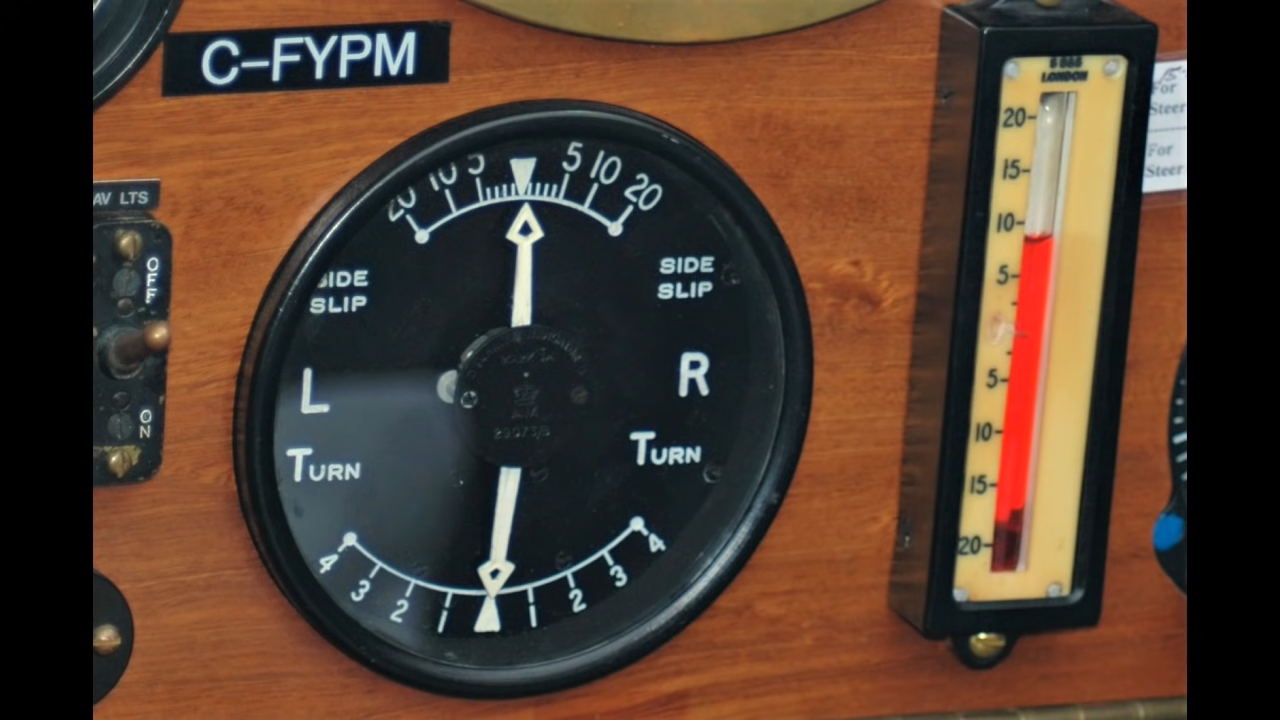 C-FYPM
AV LTS
OFF
ON
20 10 5 5 10 20
SIDE
SLIP
SIDE
SLIP
L
R
TURN
TURN
4 3 2 1 1 2 3 4
LONDON
20
15
10
5
5
10
15
20
For
Steer
For
Steer